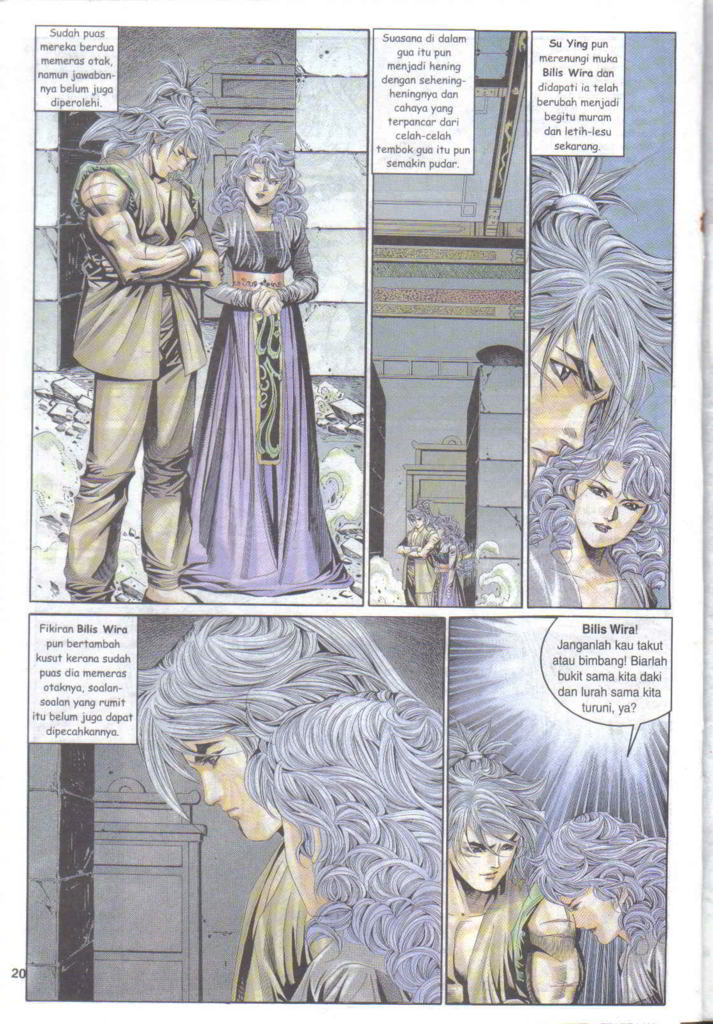 Sudah puas
mereka berdua
memeras otak,
namun jawaban-
nya belum juga
diperolehi.
Suasana di dalam
gua itu pun
menjadi hening
dengan sehening-
heningnya dan
cahaya yang
terpancar dari
celah-celah
tembok gua itu pun
semakin pudar.
Su Ying pun
merenungi muka
Bilis Wira dan
didapati ia telah
berubah menjadi
begitu muram
dan letih-lesu
sekarang.
Fikiran Bilis Wira
pun bertambah
kusut kerana sudah
puas dia memeras
otaknya, soalan-
soalan yang rumit
itu belum juga dapat
dipecahkannya.
Bilis Wira!
Janganlah kau takut
atau bimbang! Biarlah
bukit sama kita daki
dan lurah sama kita
turuni, ya?
20